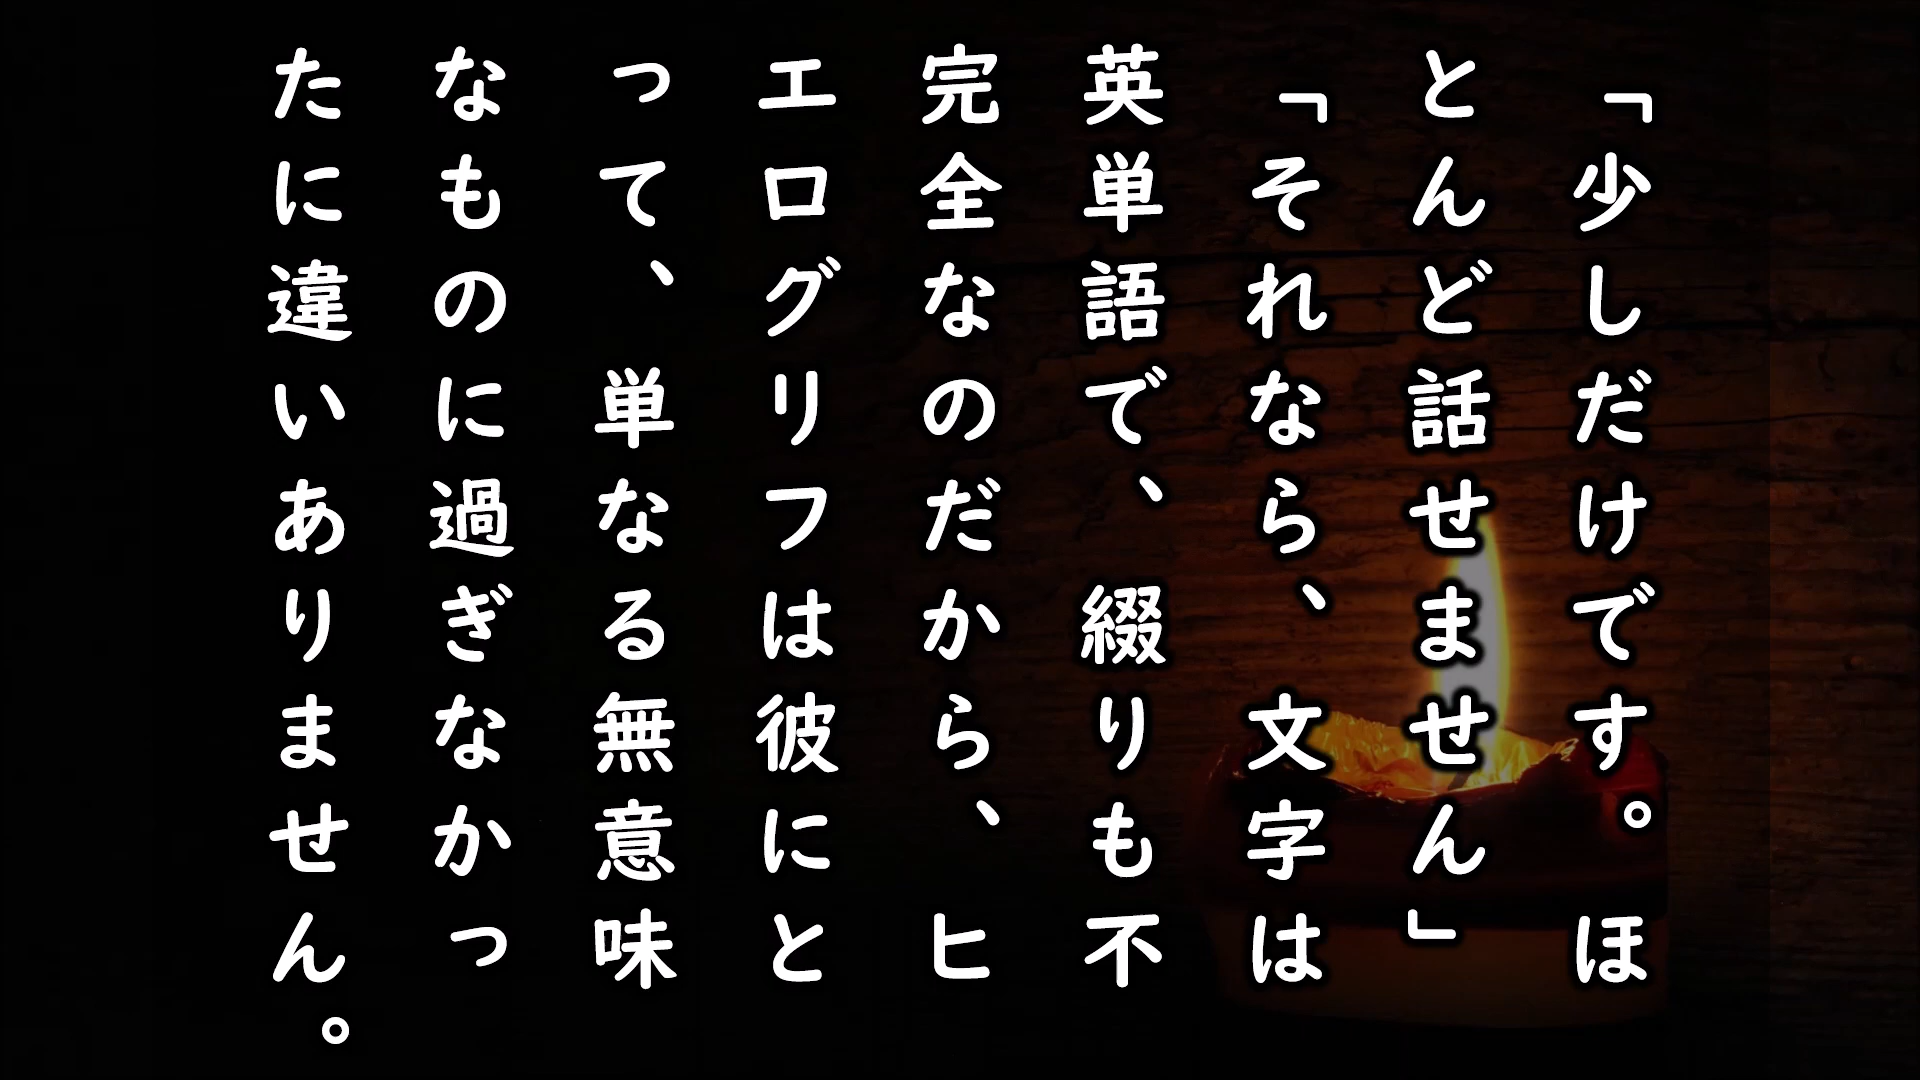 「少しだけです。ほ
とんど話せません」
「それなら、文字は
英単語で、綴りも不
完全なのだから、ヒ
エログリフは彼にと
って、単なる無意味
なものに過ぎなかっ
たに違いありません。